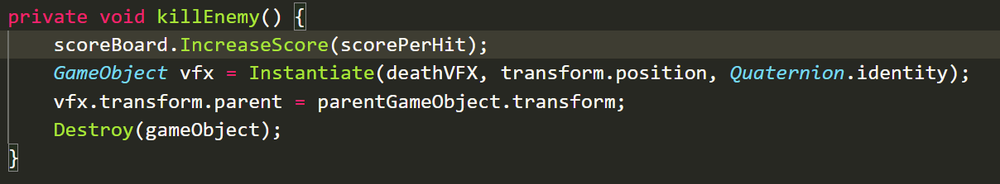 private void killEnemy() {
    scoreBoard.IncreaseScore(scorePerHit);
    GameObject vfx = Instantiate(deathVFX, transform.position, Quaternion.identity);
    vfx.transform.parent = parentGameObject.transform;
    Destroy(gameObject);
}